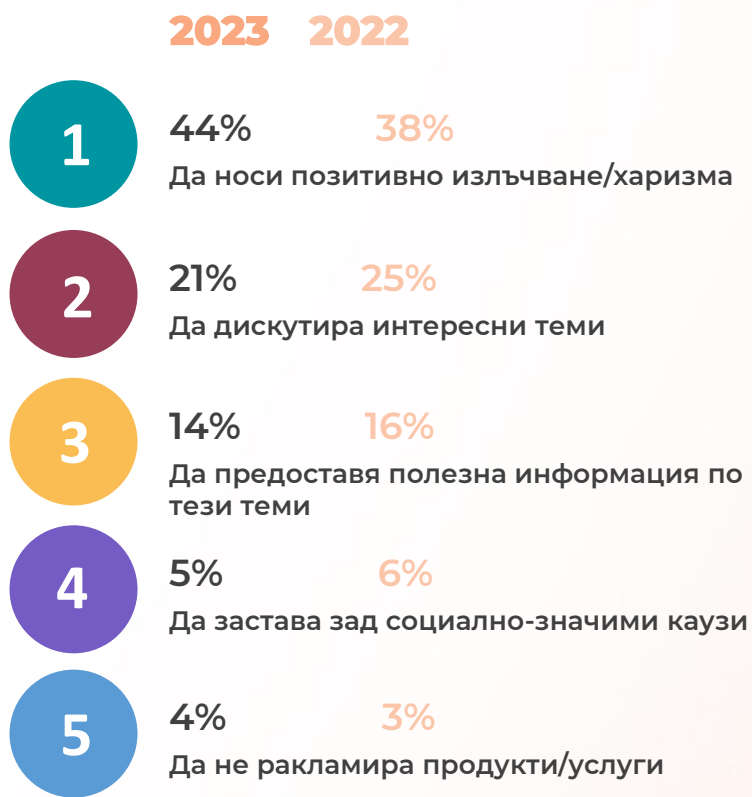 2023 2022
1
44% 38%
Да носи позитивно излъчване/харизма
2
21% 25%
Да дискутира интересни теми
3
14% 16%
Да предоставя полезна информация по
тези теми
4
5% 6%
Да застава зад социално-значими каузи
5
4% 3%
Да не ракламира продукти/услуги